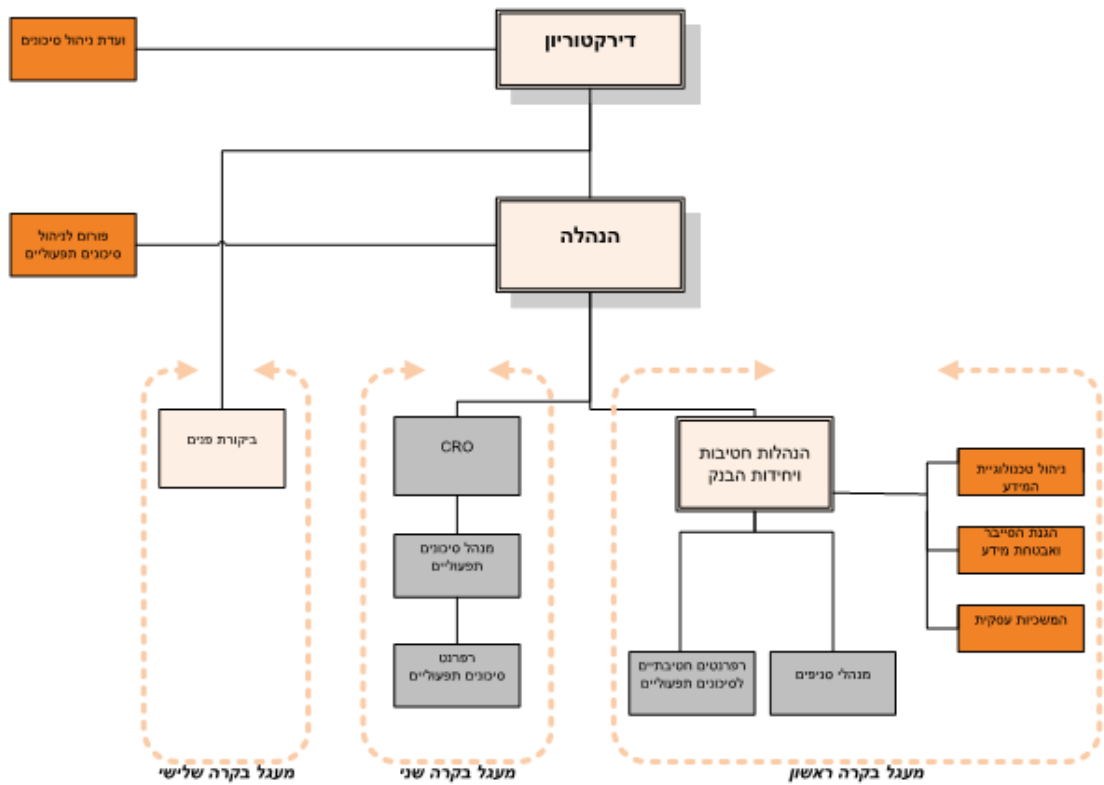 דירקטוריון
ועדת ניהול סיכונים
הנהלה
פורום לניהול
סיכונים תפעוליים
הנהלות חטיבות
ויחידות הבנק
ניהול טכנולוגיית
המידע
הגנת הסייבר
ואבטחת מידע
המשכיות עסקית
מנהלי סניפים
רפרנטים חטיבתיים
לסיכונים תפעוליים
מעגל בקרה ראשון
CRO
מנהל סיכונים
תפעוליים
רפרנט
סיכונים תפעוליים
מעגל בקרה שני
ביקורת פנים
מעגל בקרה שלישי